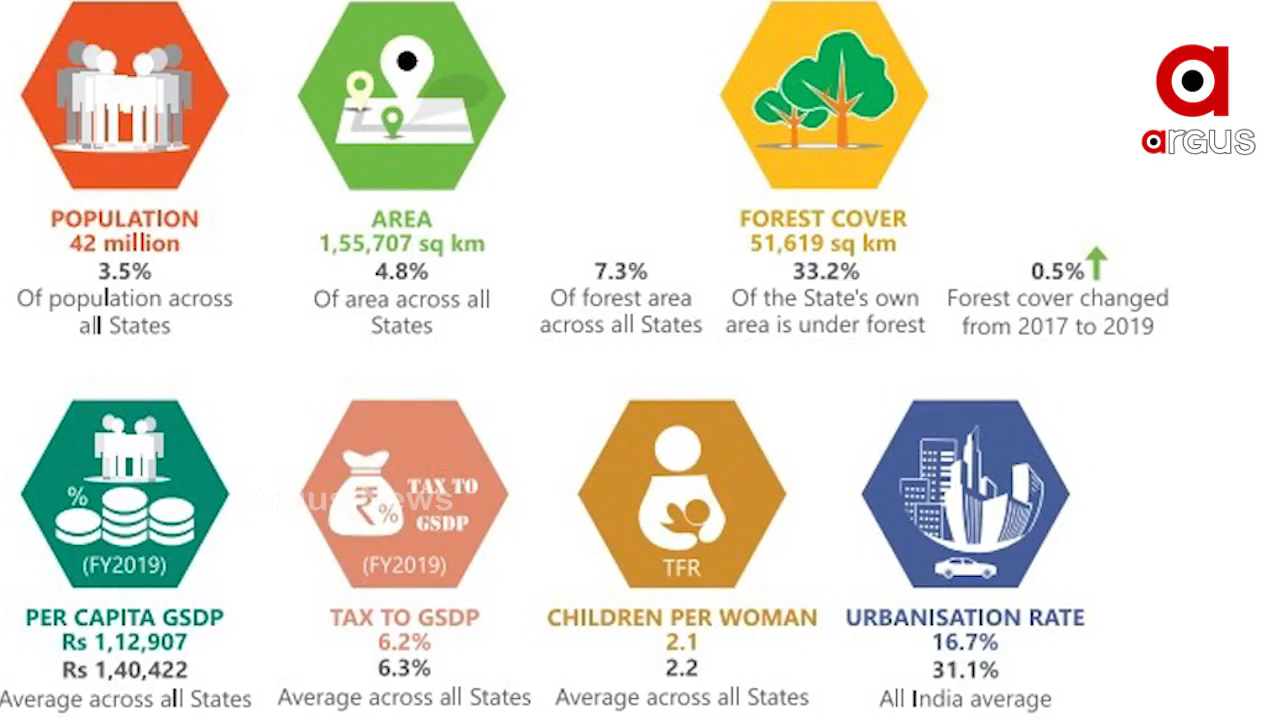 argus
POPULATION
42 million
3.5%
Of population across
all States
AREA
1,55,707 sq km
4.8%
Of area across all
States
7.3%
Of forest area
across all States
FOREST COVER
51,619 sq km
33.2%
Of the State's own
area is under forest
0.5%
Forest cover changed
from 2017 to 2019
%
(FY2019)
PER CAPITA GSDP
Rs 1,12,907
Rs 1,40,422
Average across all States
Argus News
₹%
TAX TO
GSDP
(FY2019)
TAX TO GSDP
6.2%
6.3%
Average across all States
TFR
CHILDREN PER WOMAN
2.1
2.2
Average across all States
URBANISATION RATE
16.7%
31.1%
All India average